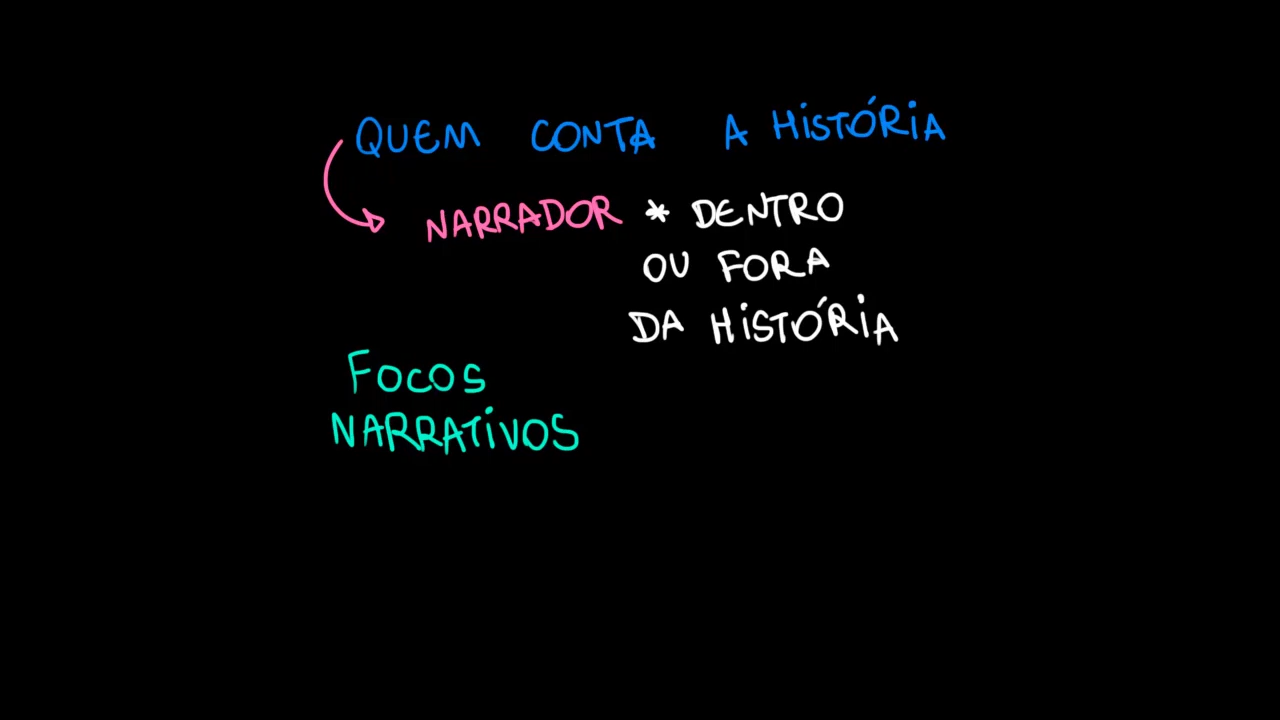 QUEM CONTA A HISTÓRIA
NARRADOR * DENTRO
OU FORA
DA HISTÓRIA
FOCOS
NARRATIVOS